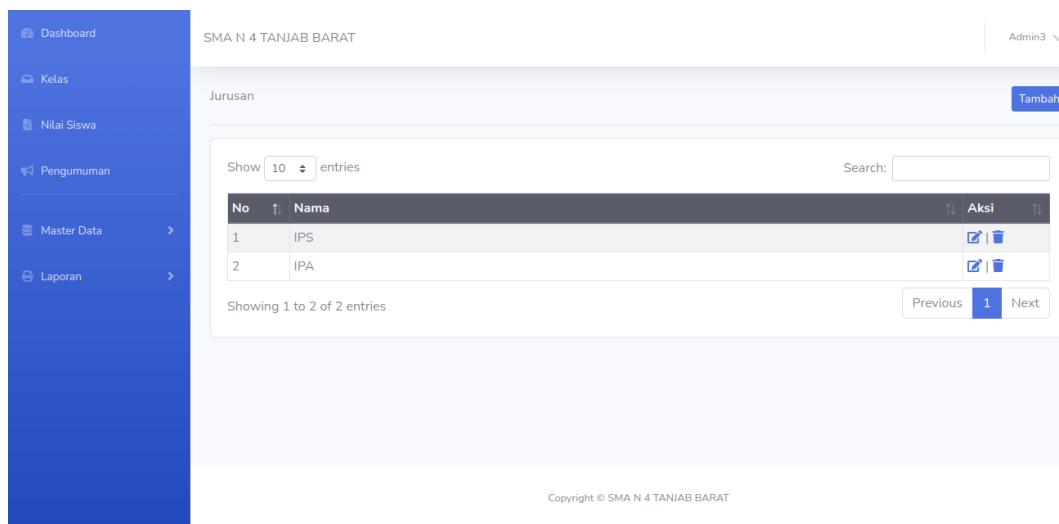 Dashboard
Kelas
Nilai Siswa
Pengumuman
Master Data
Laporan
SMA N 4 TANJAB BARAT
Admin3
Jurusan
Tambah
Show 10 entries
Search:
No Nama Aksi
1 IPS |
2 IPA |
Showing 1 to 2 of 2 entries
Previous 1 Next
Copyright © SMA N 4 TANJAB BARAT